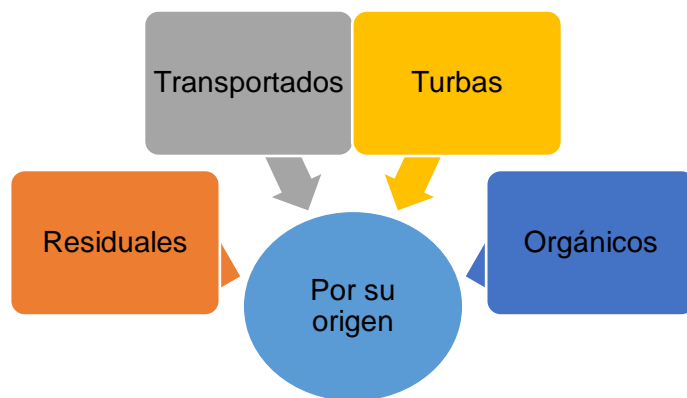 Transportados
Turbas
Residuales
Orgánicos
Por su
origen